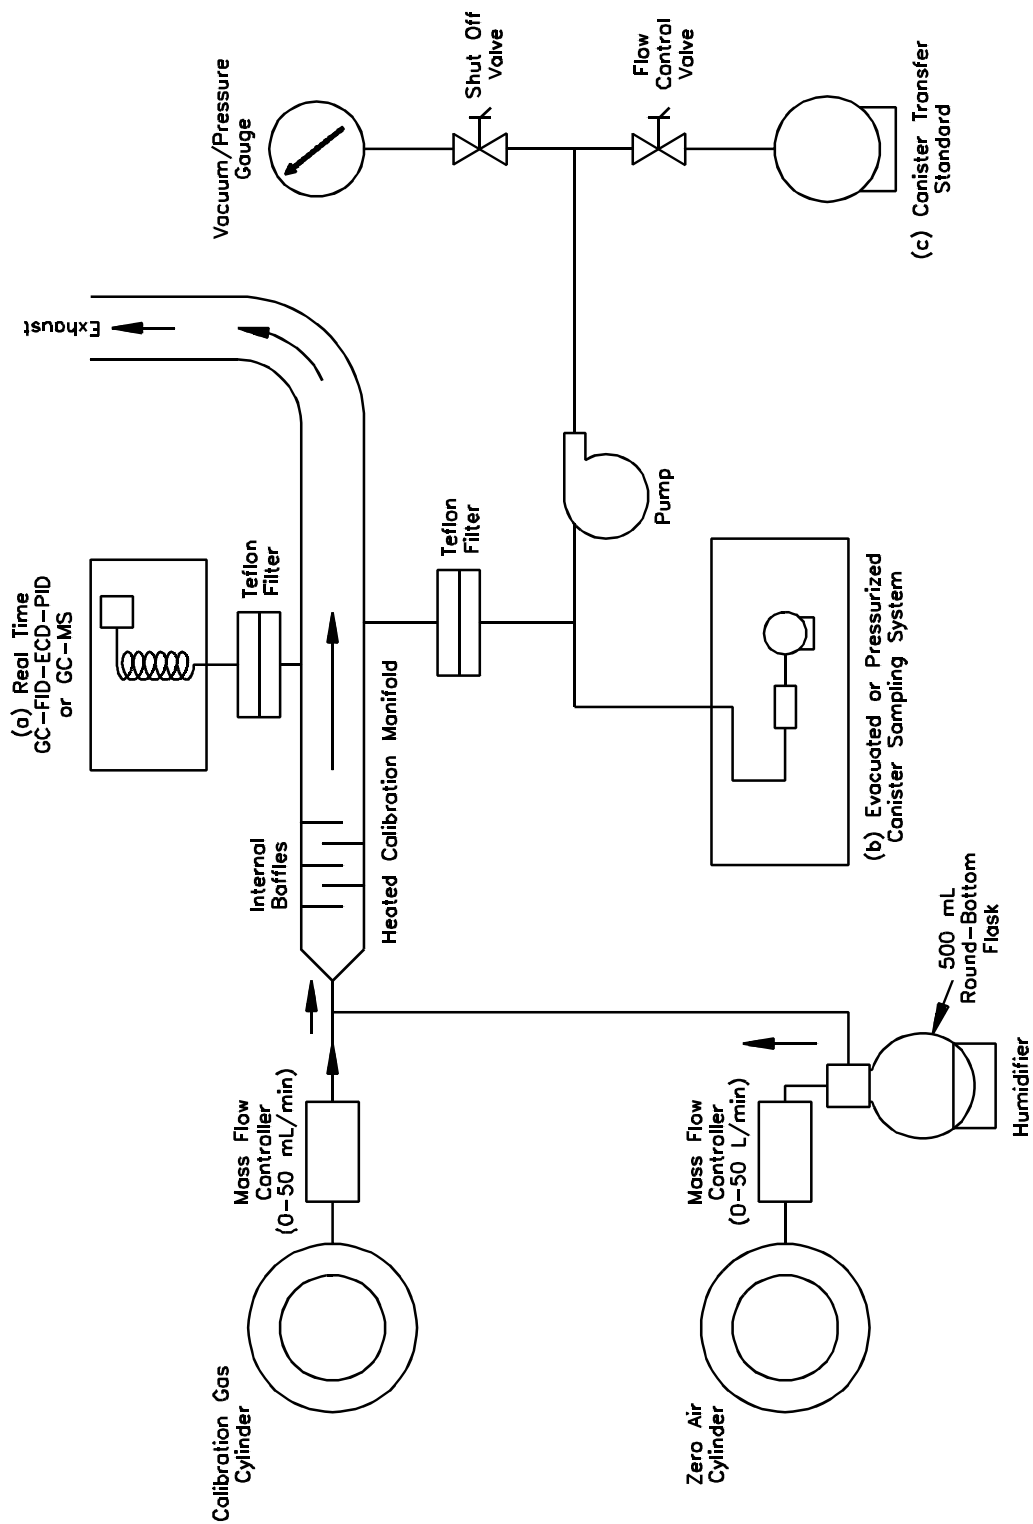 (a) Real Time
GC-FID-ECD-PID
or GC-MS
Exhaust
Vacuum/Pressure
Gauge
Shut Off
Valve
Flow
Control
Valve
(c) Canister Transfer
Standard
Teflon
Filter
Teflon
Filter
Pump
Internal
Baffles
Heated Calibration Manifold
(b) Evacuated or Pressurized
Canister Sampling System
500 mL
Round-Bottom
Flask
Humidifier
Mass Flow
Controller
(0-50 mL/min)
Mass Flow
Controller
(0-50 L/min)
Calibration Gas
Cylinder
Zero Air
Cylinder